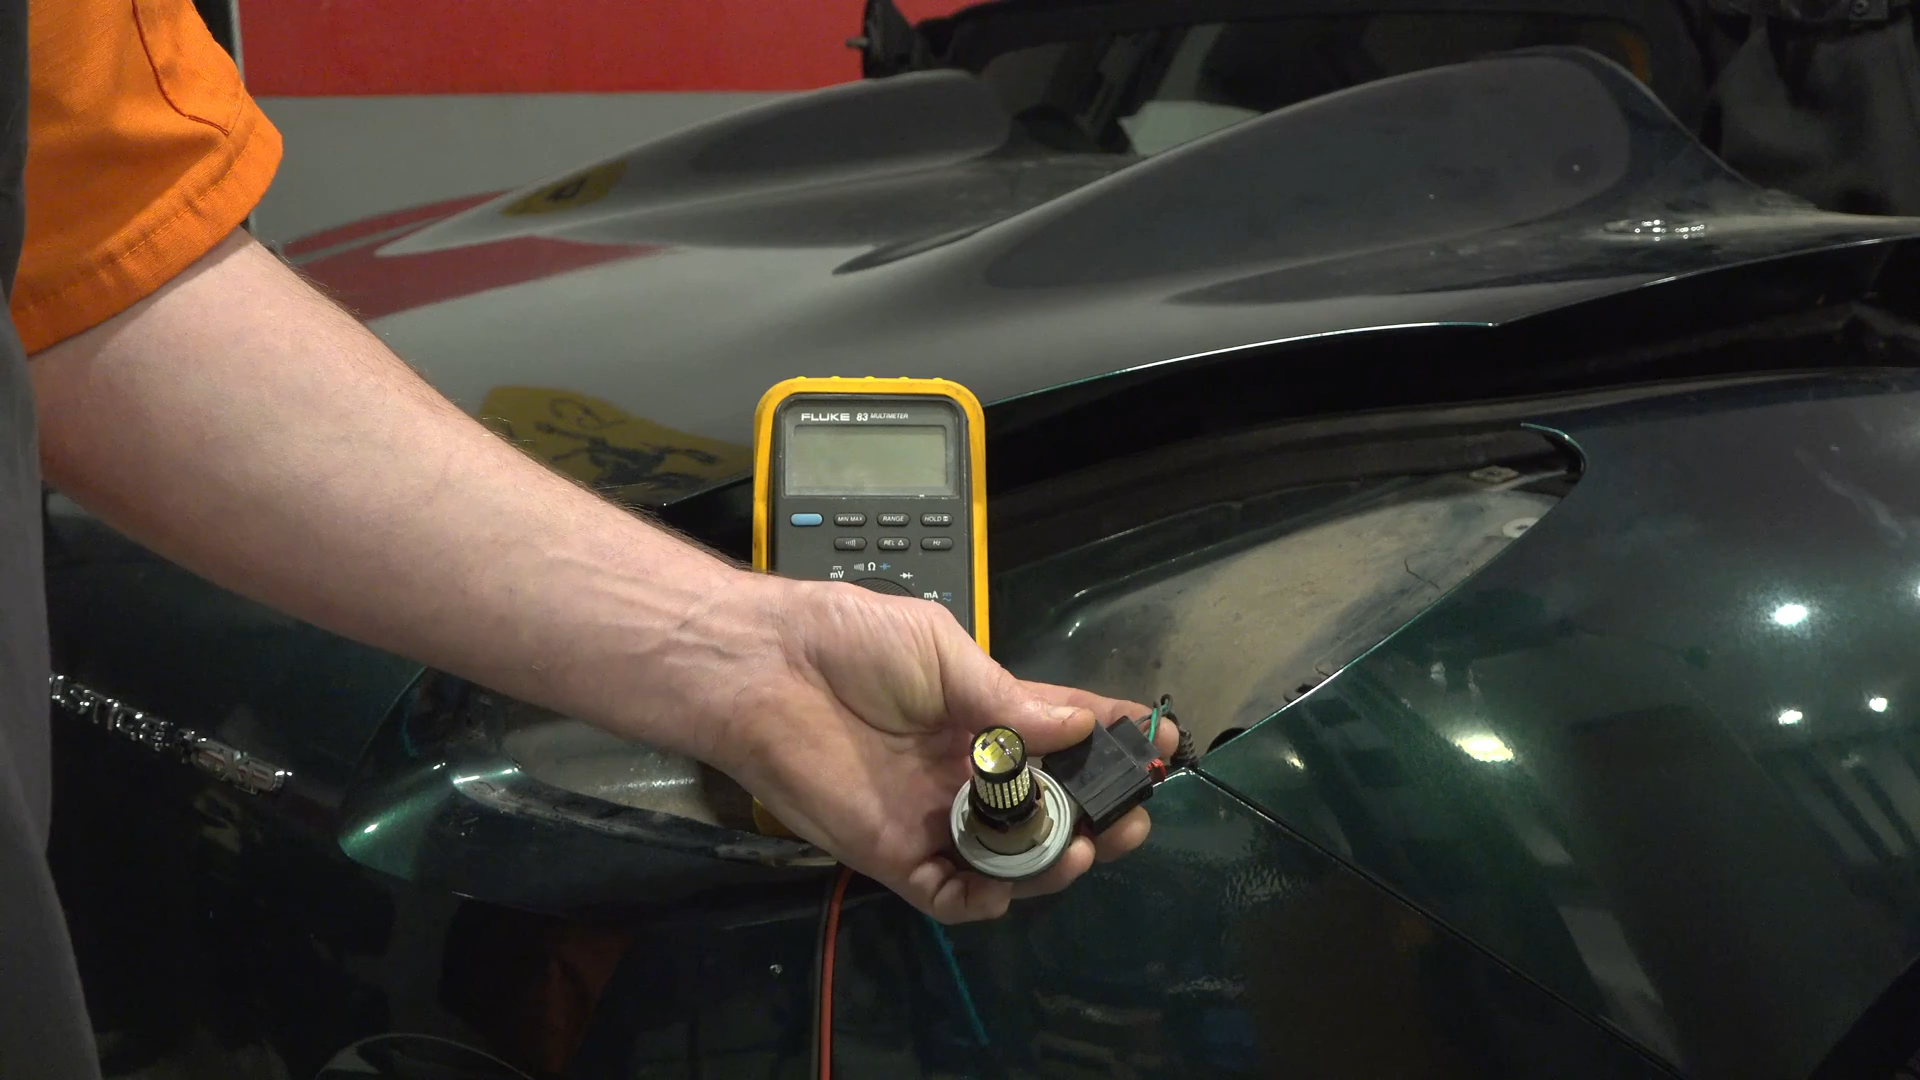 FLUKE 83 MULTIMETER
MIN MAX RANGE HOLD
REL Δ Hz
mV Ω
mA